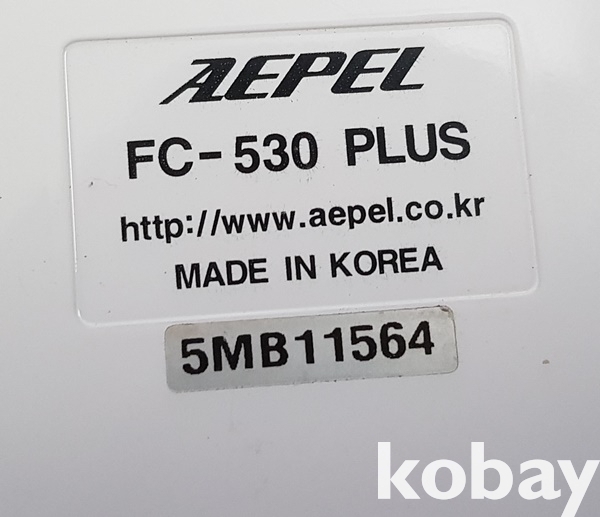 AEPEL
FC-530 PLUS
http://www.aepel.co.kr
MADE IN KOREA
5MB11564
kobay